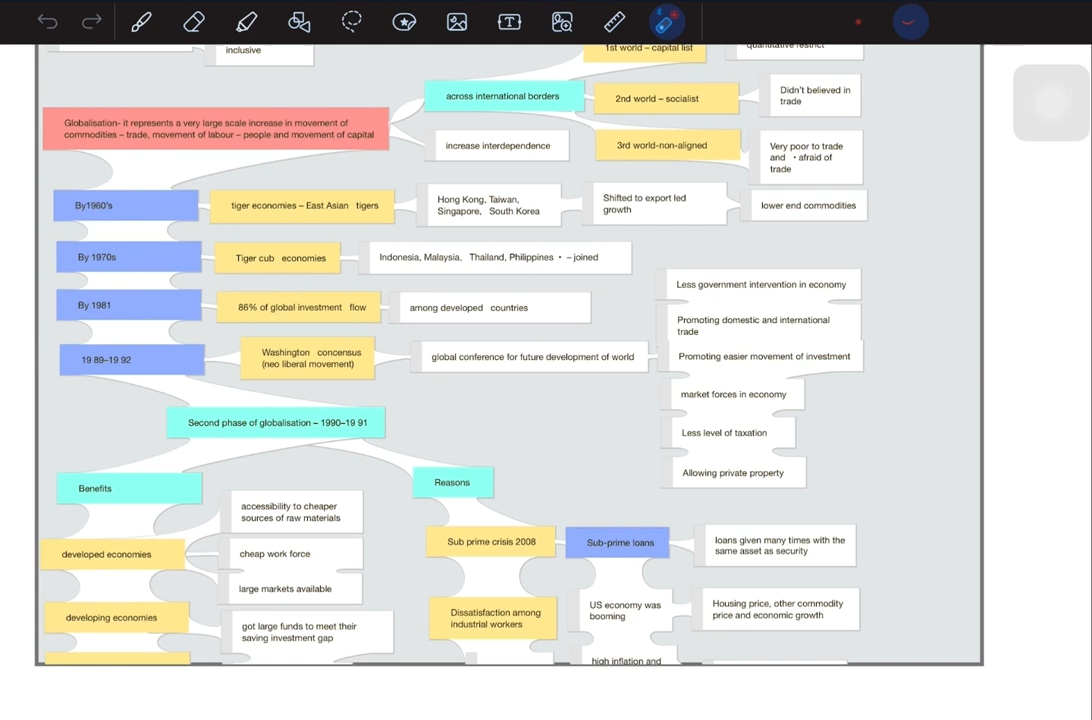 inclusive
1st world – capital list
quantitative restrict
across international borders
2nd world – socialist
Didn't believed in
trade
Globalisation- it represents a very large scale increase in movement of
commodities – trade, movement of labour – people and movement of capital
increase interdependence
3rd world-non-aligned
Very poor to trade
and • afraid of
trade
By1960's
tiger economies – East Asian tigers
Hong Kong, Taiwan,
Singapore, South Korea
Shifted to export led
growth
lower end commodities
By 1970s
Tiger cub economies
Indonesia, Malaysia, Thailand, Philippines • – joined
By 1981
86% of global investment flow
among developed countries
19 89–19 92
Washington concensus
(neo liberal movement)
global conference for future development of world
Less government intervention in economy
Promoting domestic and international
trade
Promoting easier movement of investment
market forces in economy
Less level of taxation
Allowing private property
Second phase of globalisation – 1990–19 91
Benefits
developed economies
accessibility to cheaper
sources of raw materials
cheap work force
large markets available
developing economies
got large funds to meet their
saving investment gap
Reasons
Sub prime crisis 2008
Sub-prime loans
loans given many times with the
same asset as security
Dissatisfaction among
industrial workers
US economy was
booming
Housing price, other commodity
price and economic growth
high inflation and